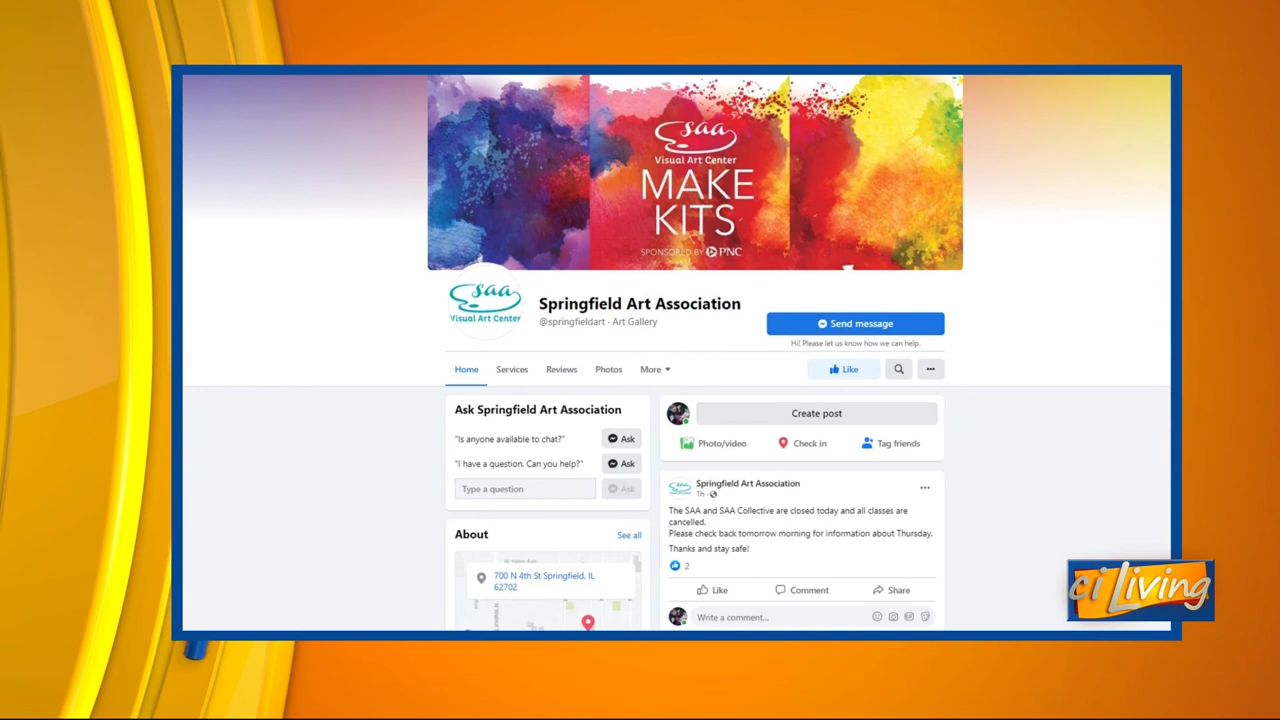 saa
Visual Art Center
MAKE
KITS
SPONSORED BY PNC
saa
Visual Art Center
Springfield Art Association
@springfieldart · Art Gallery
Send message
Hi! Please let us know how we can help.
Home Services Reviews Photos More
Like
Ask Springfield Art Association
"Is anyone available to chat?" Ask
"I have a question. Can you help?" Ask
Type a question Ask
About See all
700 N 4th St Springfield, IL
62702
Create post
Photo/video Check in Tag friends
Springfield Art Association
1h
The SAA and SAA Collective are closed today and all classes are
cancelled.
Please check back tomorrow morning for information about Thursday.
Thanks and stay safe!
2
Like Comment Share
Write a comment...
ci Living